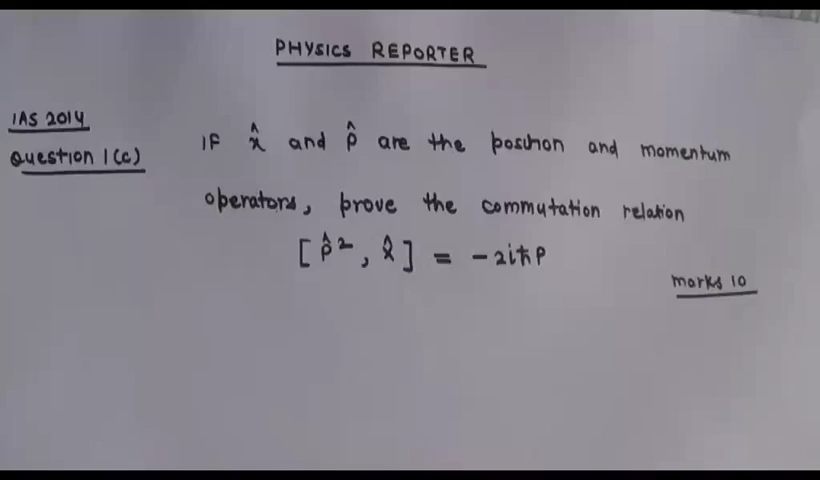 PHYSICS REPORTER
IAS 2014
Question 1(c)
IF x̂ and p̂ are the position and momentum
operators, prove the commutation relation
[p̂², x̂] = -2iħp
marks 10